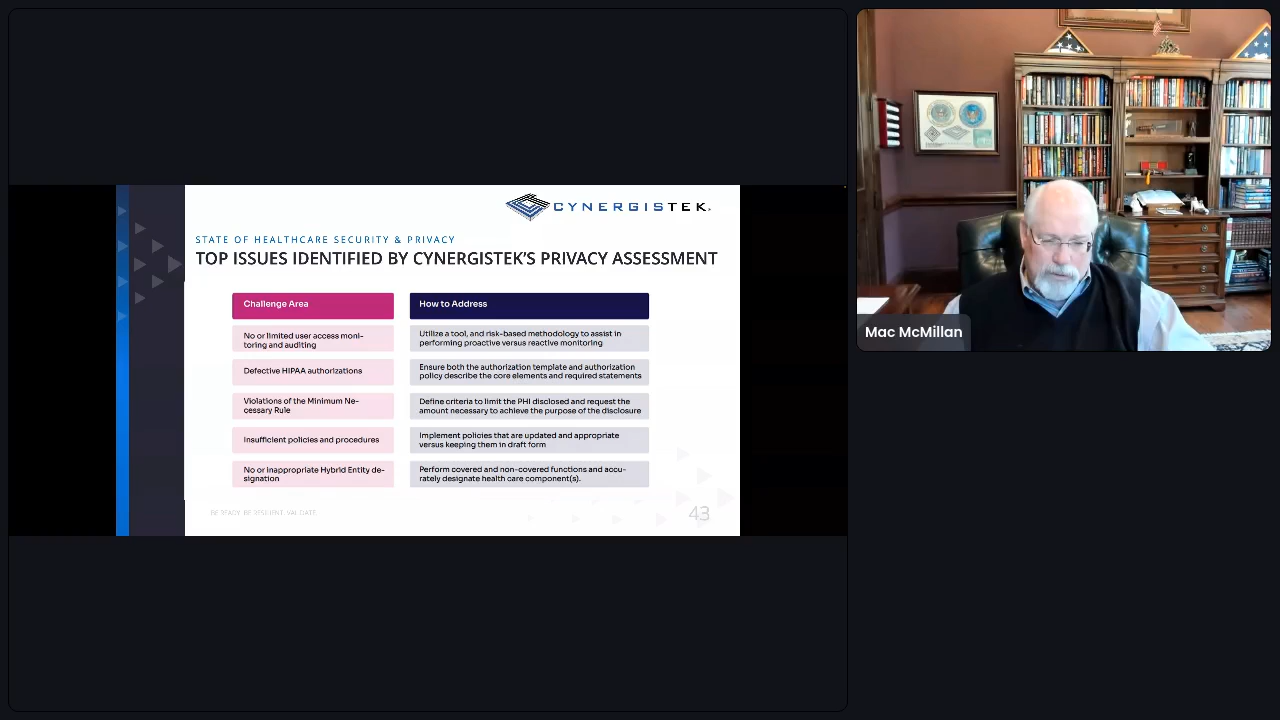 CYNERGISTEK
STATE OF HEALTHCARE SECURITY & PRIVACY
TOP ISSUES IDENTIFIED BY CYNERGISTEK'S PRIVACY ASSESSMENT
Challenge Area
How to Address
No or limited user access moni-
toring and auditing
Utilize a tool, and risk-based methodology to assist in
performing proactive versus reactive monitoring
Defective HIPAA authorizations
Ensure both the authorization template and authorization
policy describe the core elements and required statements
Violations of the Minimum Ne-
cessary Rule
Define criteria to limit the PHI disclosed and request the
amount necessary to achieve the purpose of the disclosure
Insufficient policies and procedures
Implement policies that are updated and appropriate
versus keeping them in draft form
No or Inappropriate Hybrid Entity de-
signation
Perform covered and non-covered functions and accu-
rately designate health care component(s).
BE READY. BE RESILIENT. VALIDATE.
43
Mac McMillan